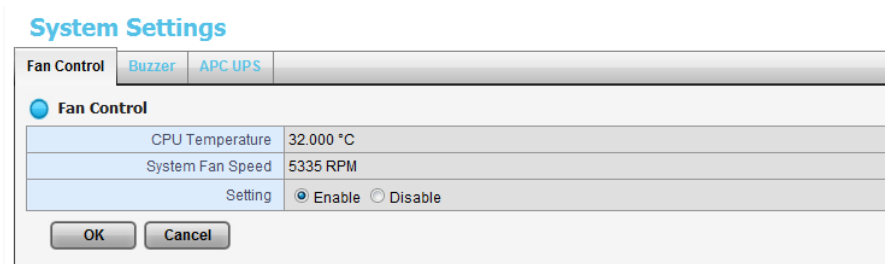 System Settings
Fan Control Buzzer APC UPS
Fan Control
CPU Temperature 32.000 °C
System Fan Speed 5335 RPM
Setting Enable Disable
OK Cancel